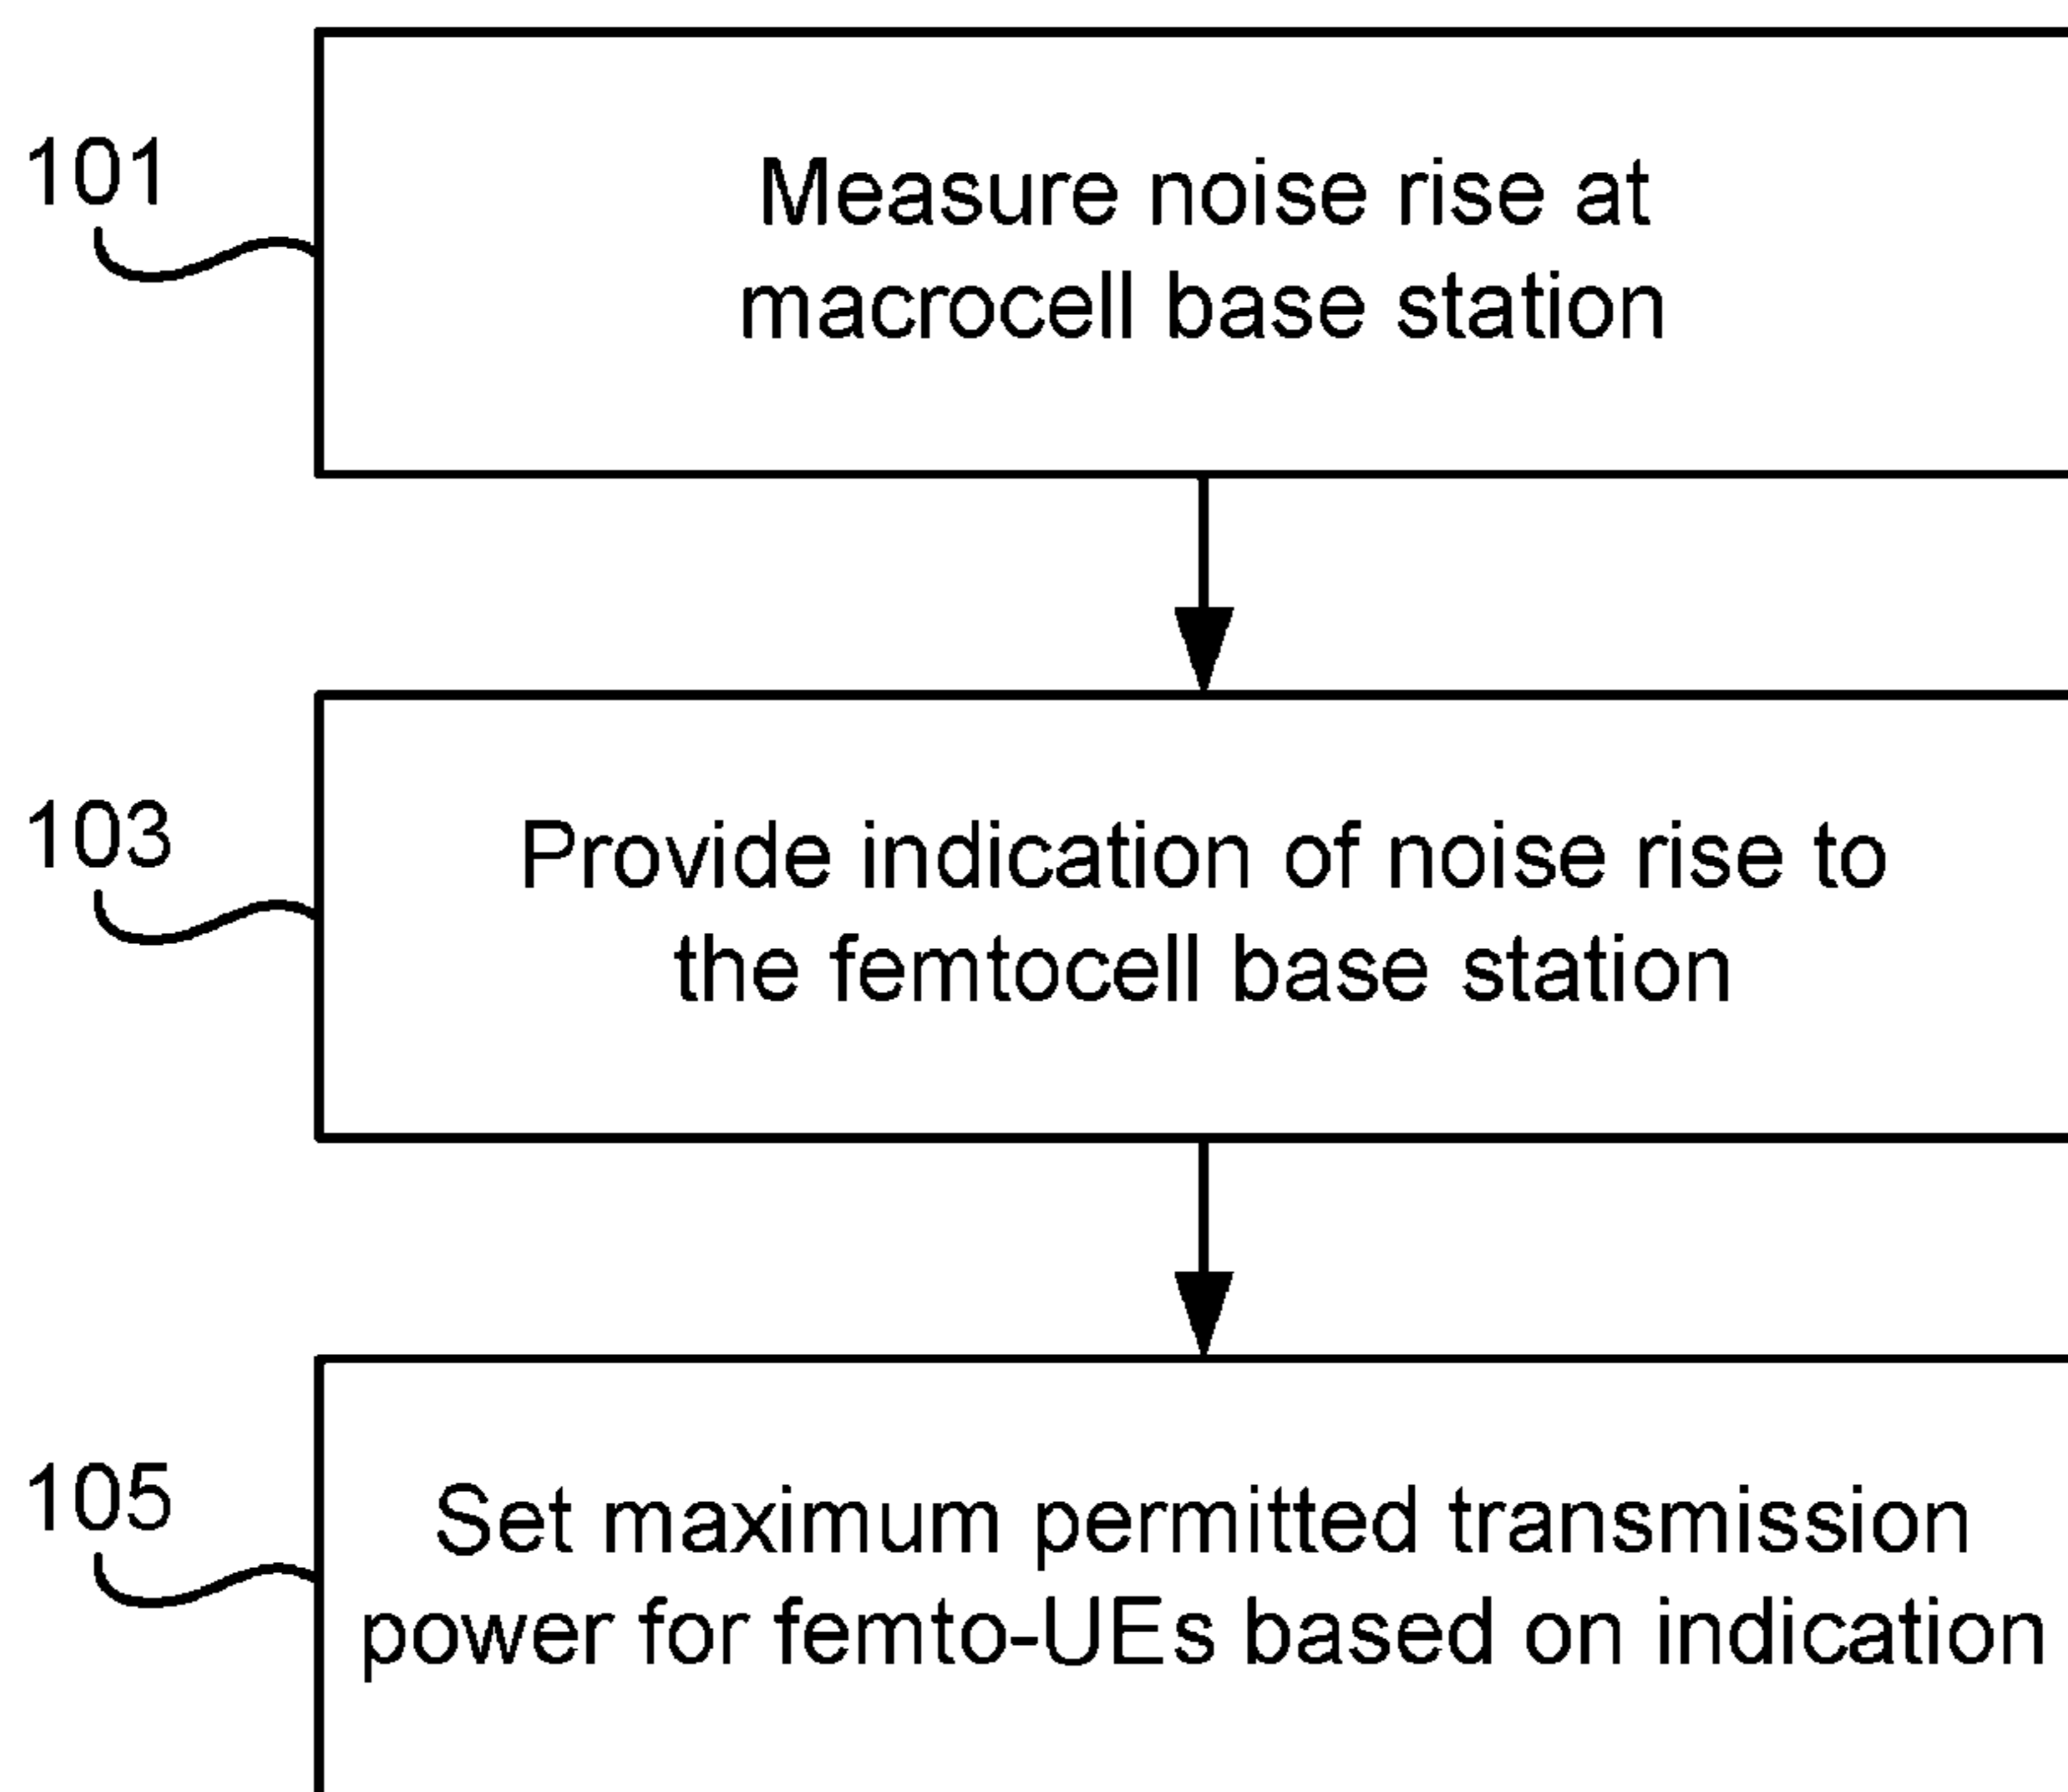 101
Measure noise rise at
macrocell base station
103
Provide indication of noise rise to
the femtocell base station
105
Set maximum permitted transmission
power for femto-UEs based on indication